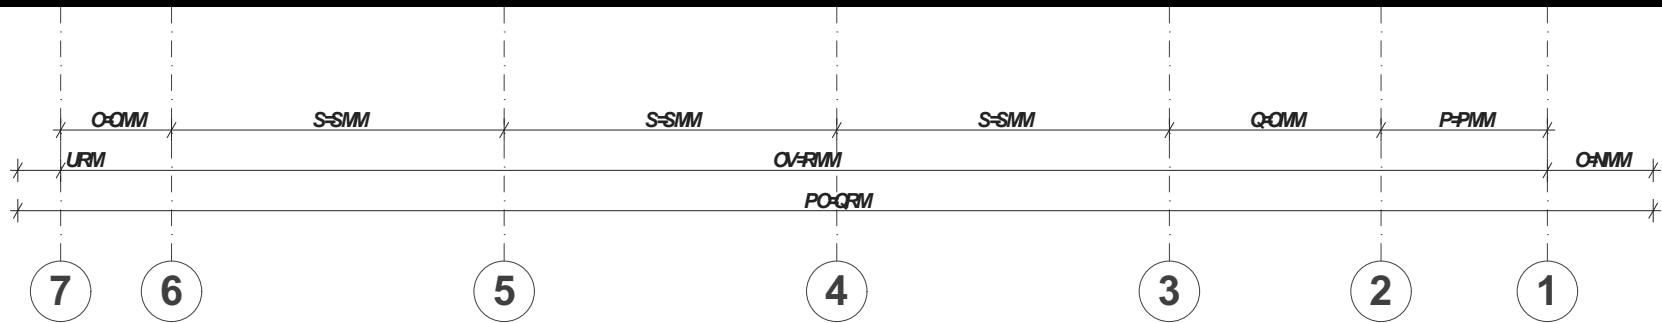 O=OMM S=SMM S=SMM S=SMM Q=OMM P=PMM
URM OV=RMM O=NMM
PO=QRM
7 6 5 4 3 2 1